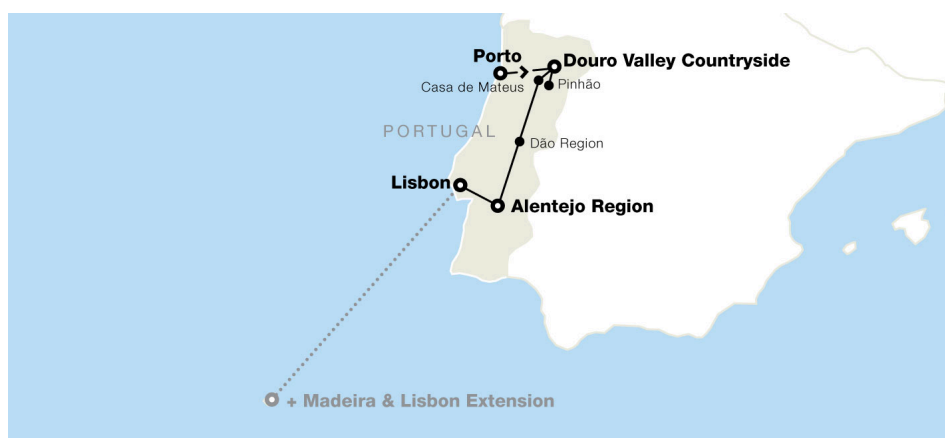 Porto
Douro Valley Countryside
Casa de Mateus
Pinhão
PORTUGAL
Dão Region
Lisbon
Alentejo Region
+ Madeira & Lisbon Extension